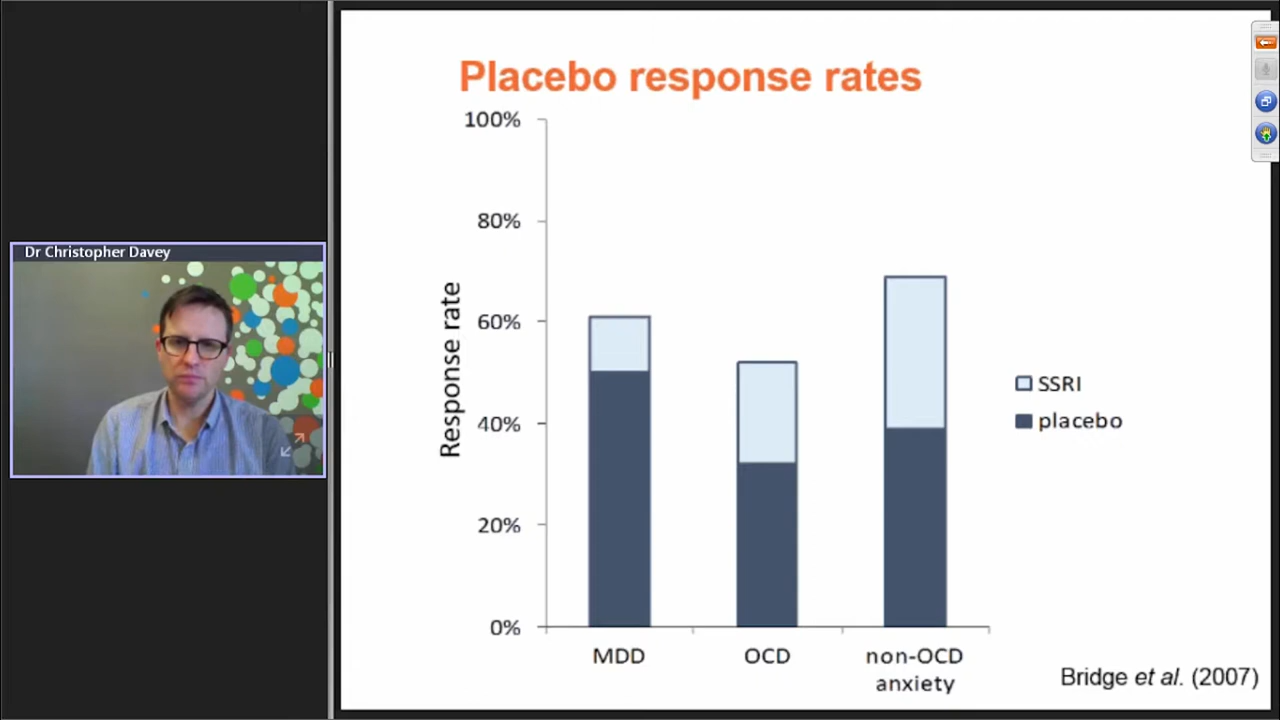 Dr Christopher Davey
Placebo response rates
100%
80%
60%
40%
20%
0%
Response rate
MDD
OCD
non-OCD
anxiety
SSRI
placebo
Bridge et al. (2007)